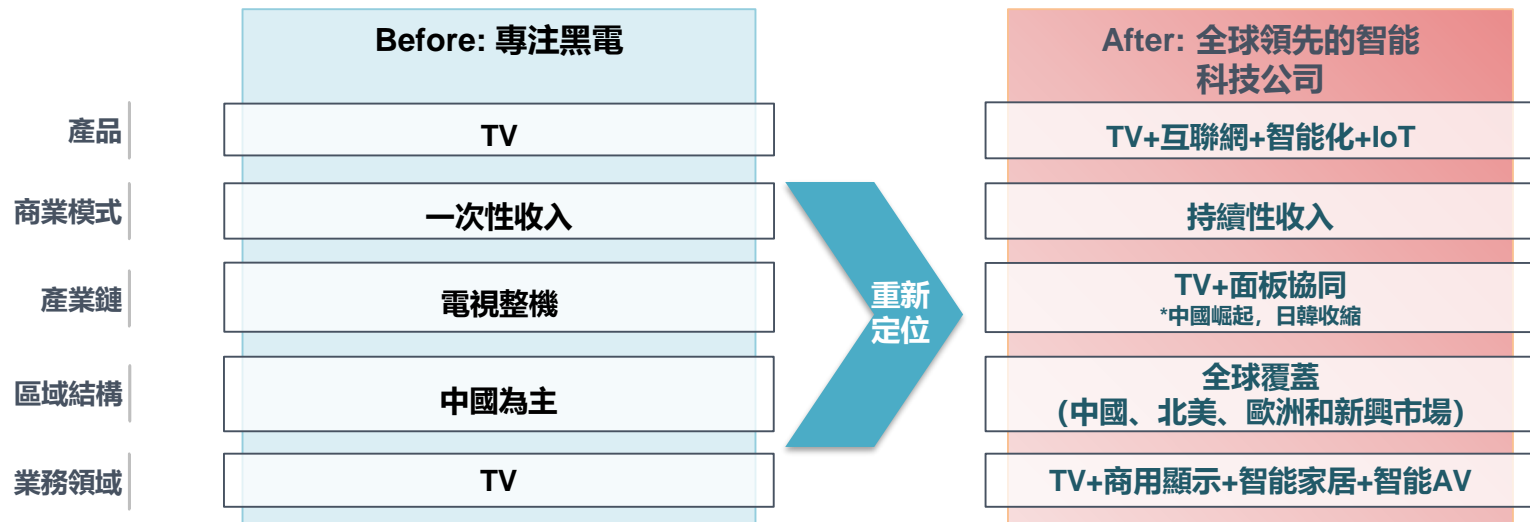 Before: 專注黑電
After: 全球領先的智能
科技公司
產品
TV
TV+互聯網+智能化+IoT
商業模式
一次性收入
持續性收入
產業鏈
電視整機
重新
定位
TV+面板協同
*中國崛起，日韓收縮
區域結構
中國為主
全球覆蓋
（中國、北美、歐洲和新興市場）
業務領域
TV
TV+商用顯示+智能家居+智能AV